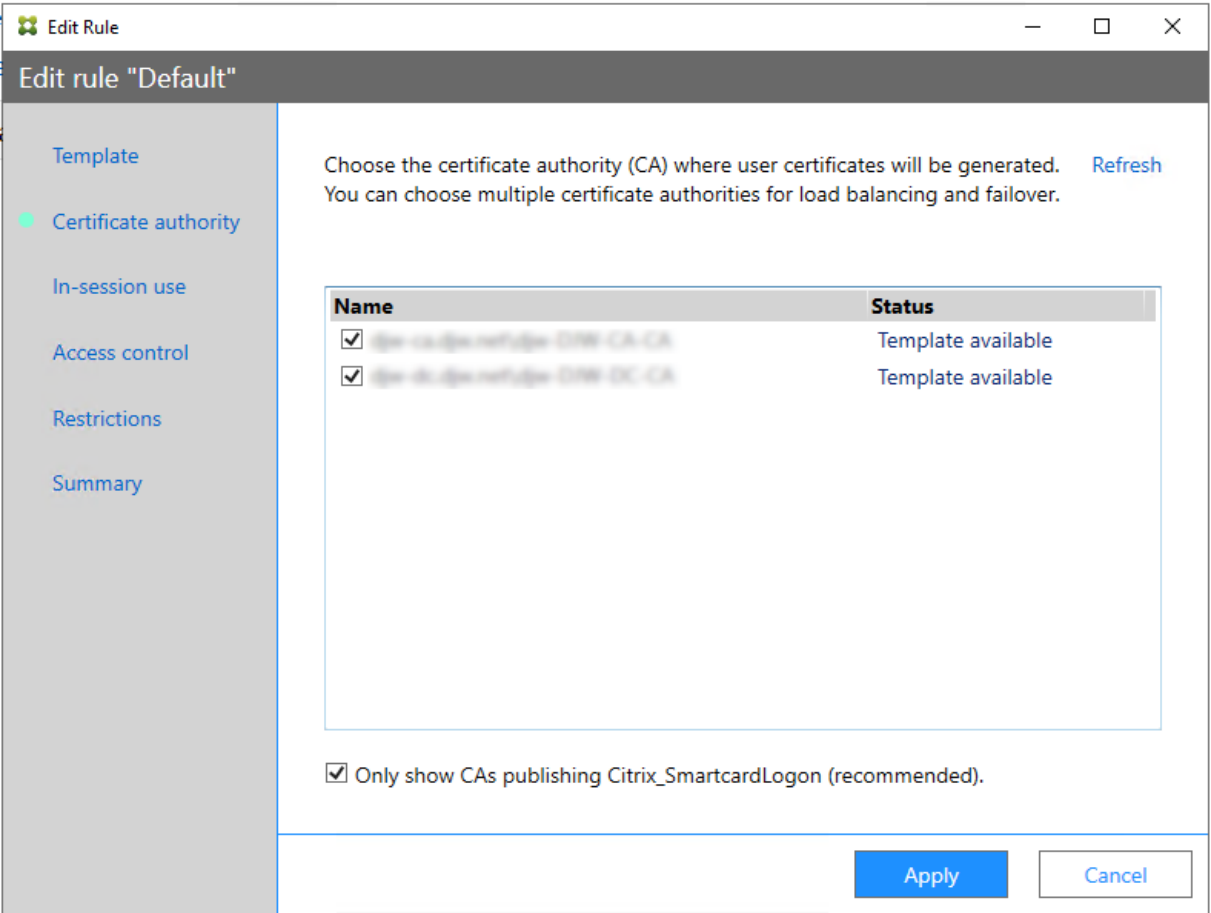 Edit Rule
Edit rule "Default"
Template
Certificate authority
In-session use
Access control
Restrictions
Summary
Choose the certificate authority (CA) where user certificates will be generated.
You can choose multiple certificate authorities for load balancing and failover.
Refresh
Name Status
Template available
Template available
Only show CAs publishing Citrix_SmartcardLogon (recommended).
Apply Cancel